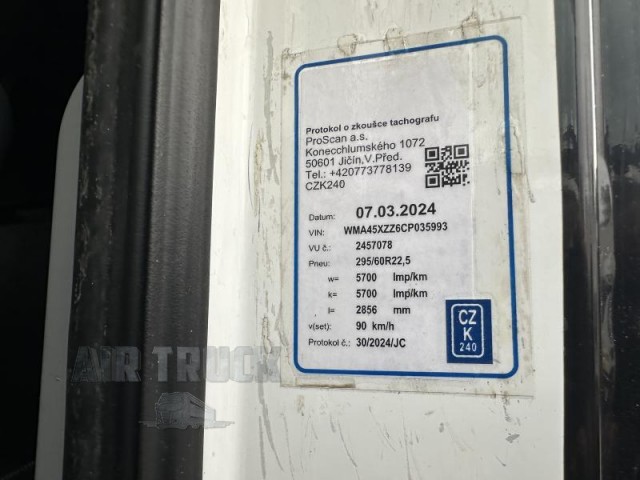 Protokol o zkoušce tachografu
ProScan a.s.
Konecchlumského 1072
50601 Jičín,V.Před.
Tel.: +420773778139
CZK240
Datum: 07.03.2024
VIN: WMA45XZZ6CP035993
VU č.: 2457078
Pneu: 295/60R22,5
w= 5700 Imp/km
k= 5700 Imp/km
l= 2856 mm
v(set): 90 km/h
Protokol č.: 30/2024/JC
CZ
K
240
AIR TRUCK